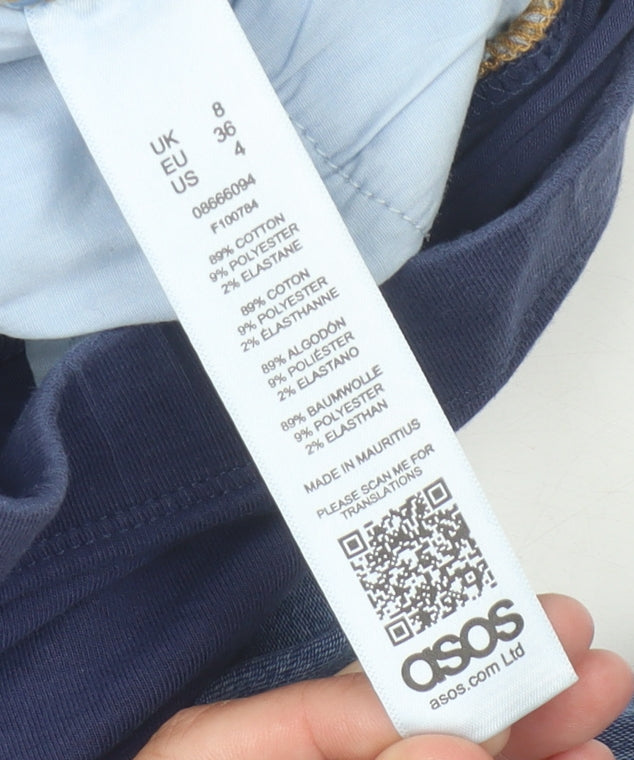 UK 8
EU 36
US 4
08666094
F100784
89% COTTON
9% POLYESTER
2% ELASTANE
89% COTON
9% POLYESTER
2% ÉLASTHANNE
89% ALGODÓN
9% POLIÉSTER
2% ELASTANO
89% BAUMWOLLE
9% POLYESTER
2% ELASTHAN
MADE IN MAURITIUS
PLEASE SCAN ME FOR
TRANSLATIONS
asos
asos.com Ltd